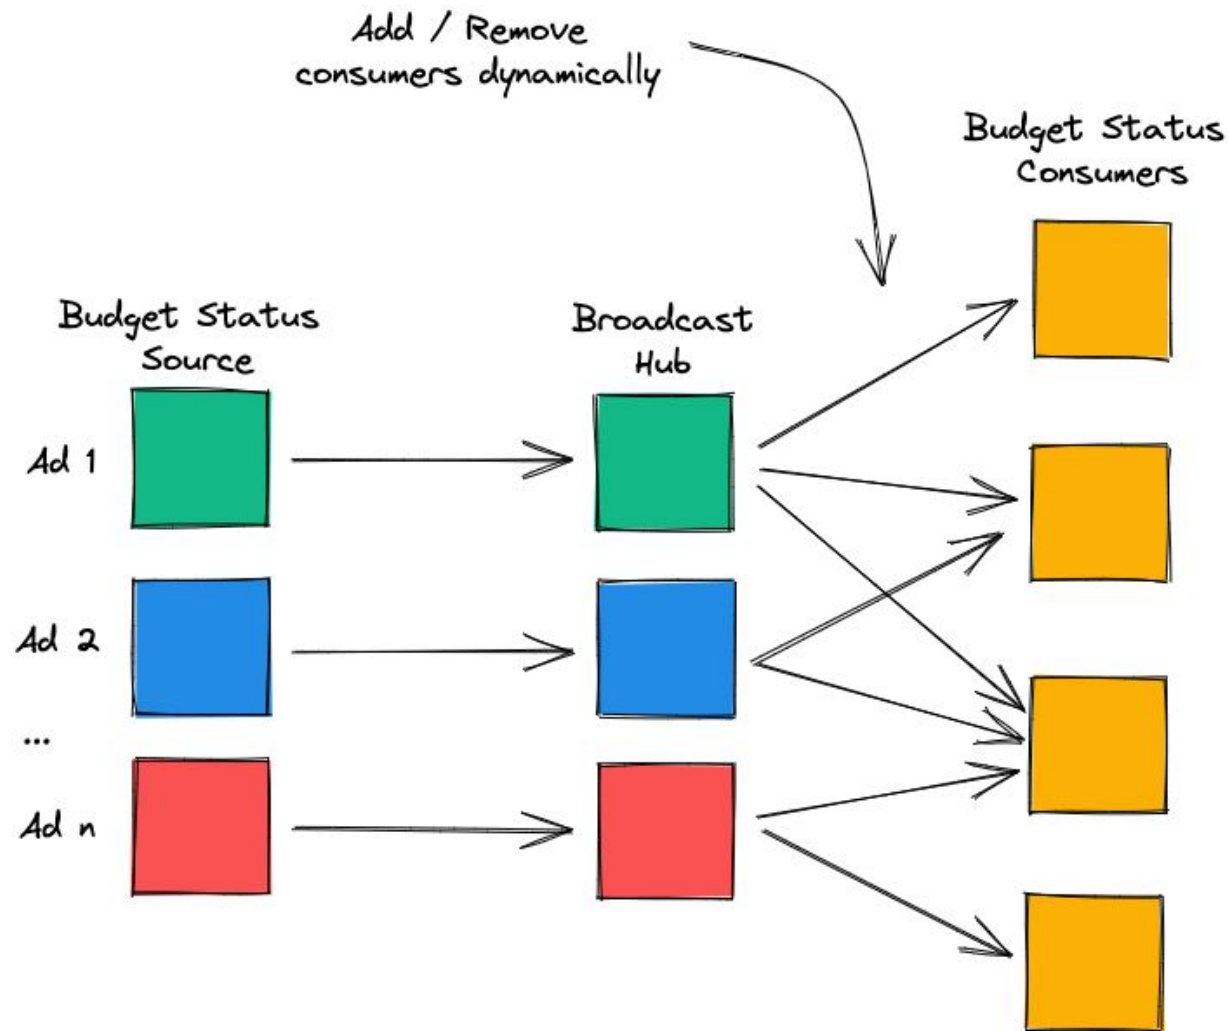 Add / Remove
consumers dynamically
Budget Status
Consumers
Budget Status
Source
Broadcast
Hub
Ad 1
Ad 2
...
Ad n